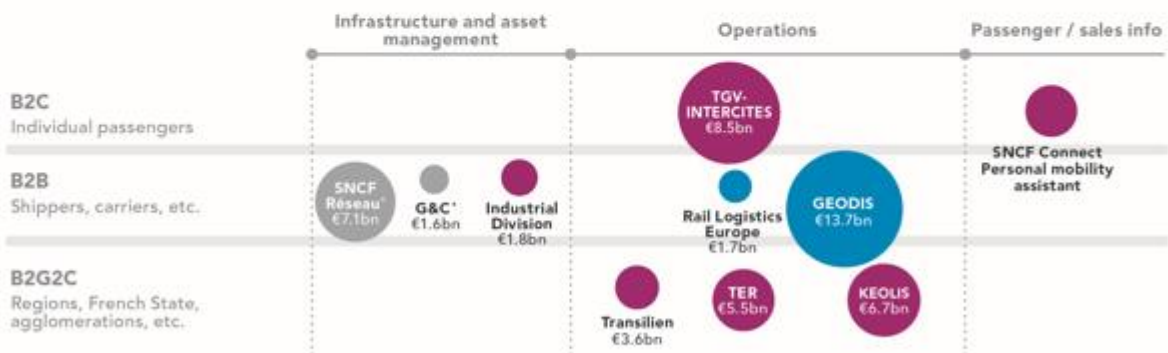 Infrastructure and asset
management
Operations
Passenger / sales info
B2C
Individual passengers
TGV-
INTERCITES
€8.5bn
SNCF Connect
Personal mobility
assistant
B2B
Shippers, carriers, etc.
SNCF
Réseau*
€7.1bn
G&C*
€1.6bn
Industrial
Division
€1.8bn
Rail Logistics
Europe
€1.7bn
GEODIS
€13.7bn
B2G2C
Regions, French State,
agglomerations, etc.
Transilien
€3.6bn
TER
€5.5bn
KEOLIS
€6.7bn